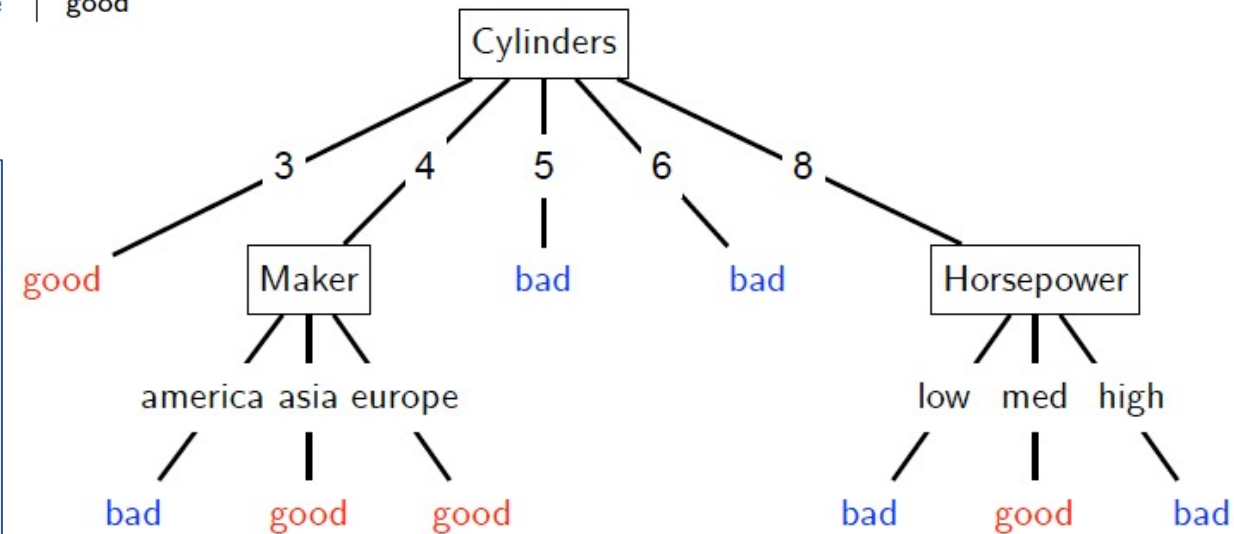 good
Cylinders
3 4 5 6 8
good Maker bad bad Horsepower
america asia europe low med high
bad good good bad good bad